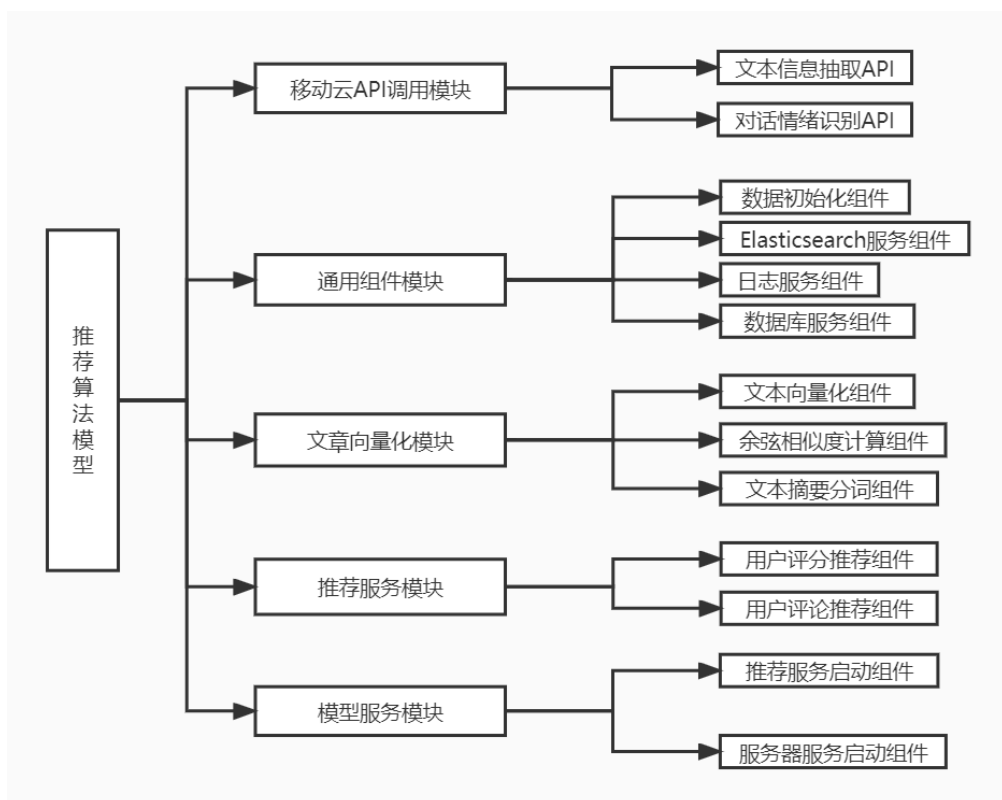 推荐算法模型
移动云API调用模块
文本信息抽取API
对话情绪识别API
通用组件模块
数据初始化组件
Elasticsearch服务组件
日志服务组件
数据库服务组件
文章向量化模块
文本向量化组件
余弦相似度计算组件
文本摘要分词组件
推荐服务模块
用户评分推荐组件
用户评论推荐组件
模型服务模块
推荐服务启动组件
服务器服务启动组件